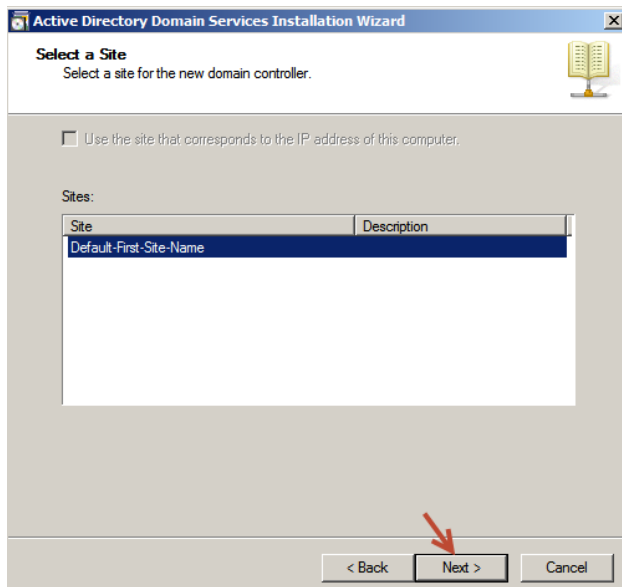 Active Directory Domain Services Installation Wizard
Select a Site
Select a site for the new domain controller.
Use the site that corresponds to the IP address of this computer.
Sites:
Site Description
Default-First-Site-Name
< Back Next > Cancel